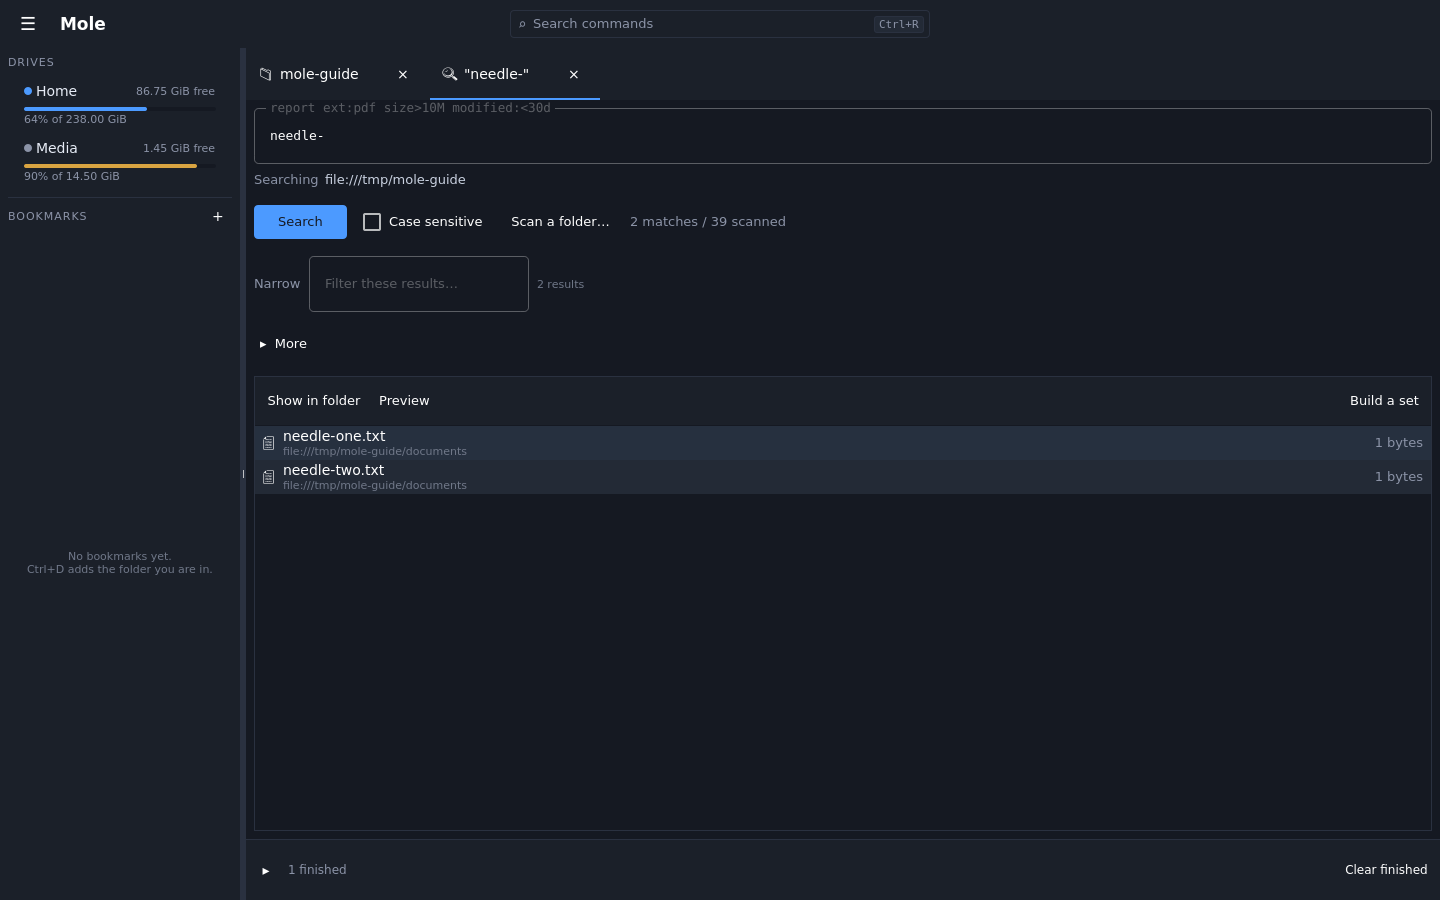 Mole
Search commands
Ctrl+R
DRIVES
Home
86.75 GiB free
64% of 238.00 GiB
Media
1.45 GiB free
90% of 14.50 GiB
BOOKMARKS
+
No bookmarks yet.
Ctrl+D adds the folder you are in.
mole-guide
"needle-"
report ext:pdf size>10M modified:<30d
needle-
Searching file:///tmp/mole-guide
Search
Case sensitive
Scan a folder…
2 matches / 39 scanned
Narrow
Filter these results…
2 results
More
Show in folder
Preview
Build a set
needle-one.txt
file:///tmp/mole-guide/documents
1 bytes
needle-two.txt
file:///tmp/mole-guide/documents
1 bytes
1 finished
Clear finished